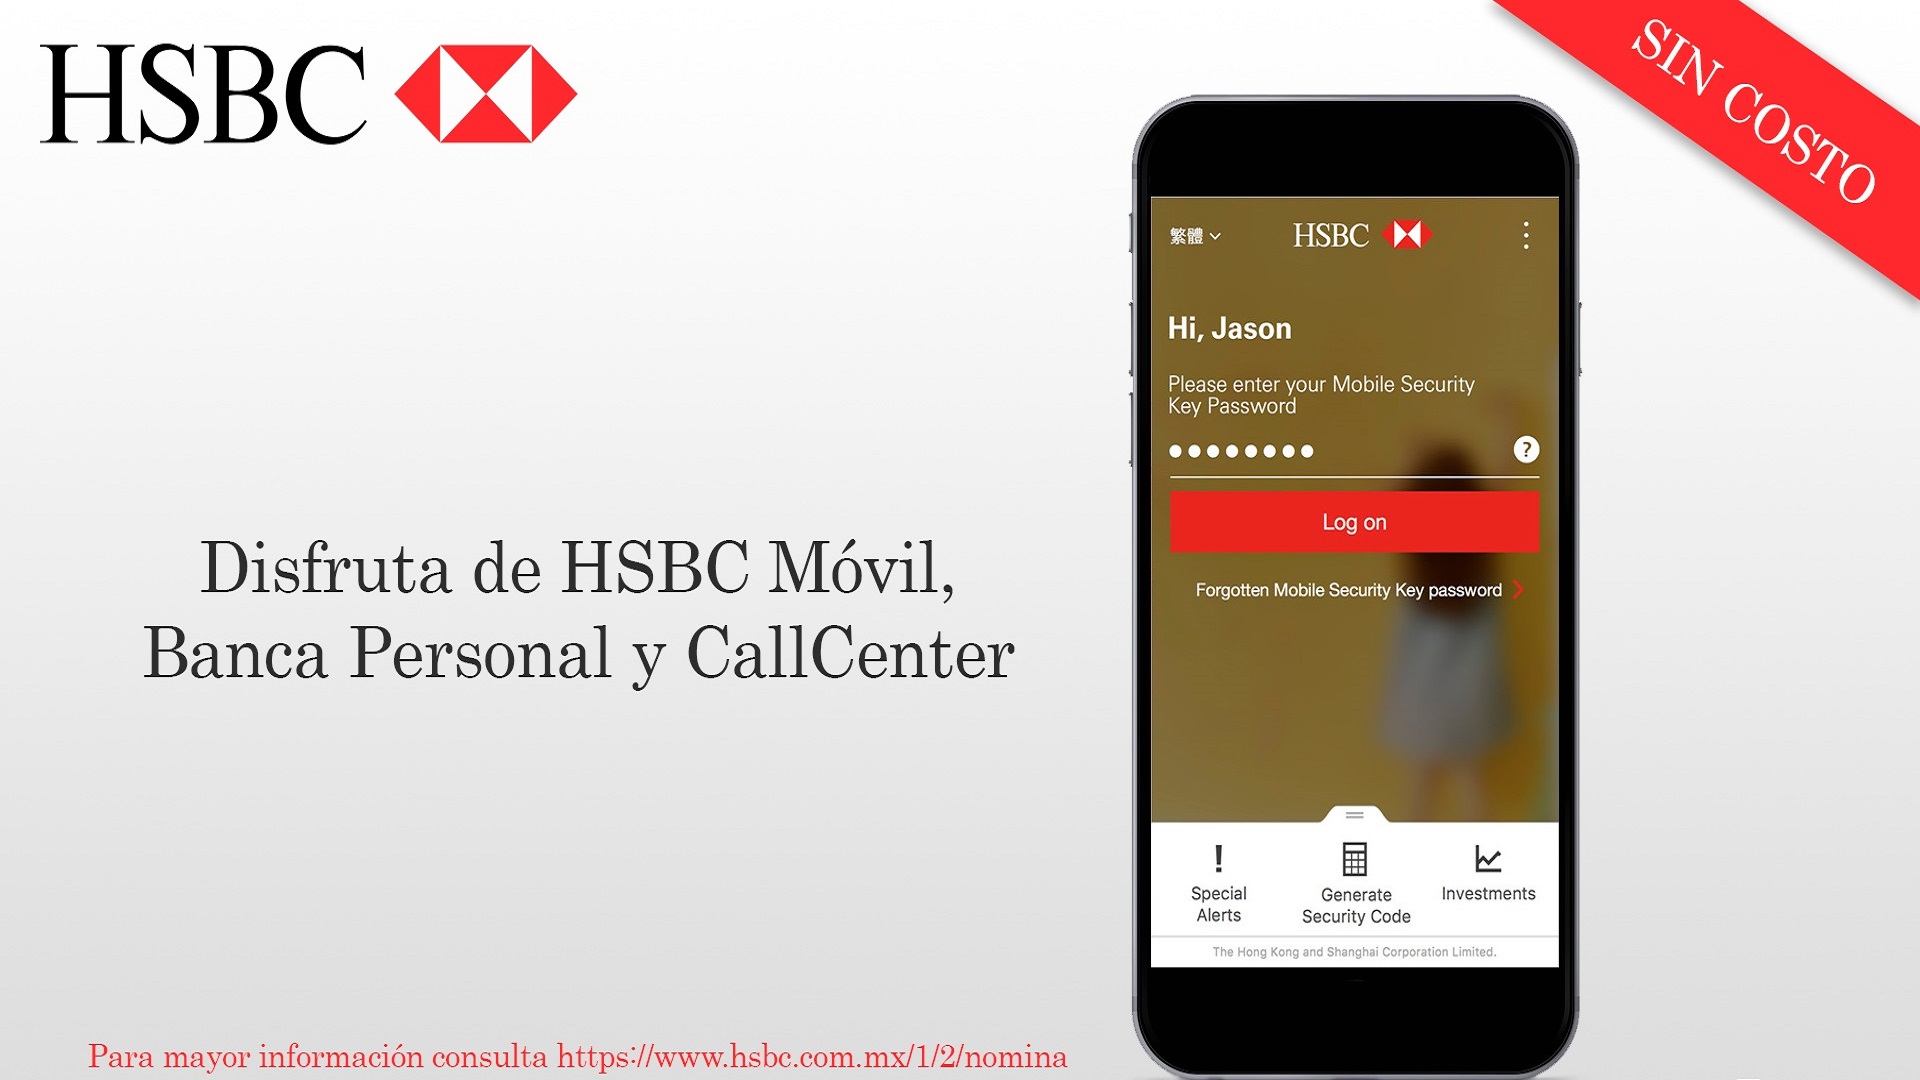 HSBC
SIN COSTO
Disfruta de HSBC Móvil,
Banca Personal y CallCenter
Para mayor información consulta https://www.hsbc.com.mx/1/2/nomina
繁體
HSBC
Hi, Jason
Please enter your Mobile Security
Key Password
?
Log on
Forgotten Mobile Security Key password
Special
Alerts
Generate
Security Code
Investments
The Hong Kong and Shanghai Corporation Limited.